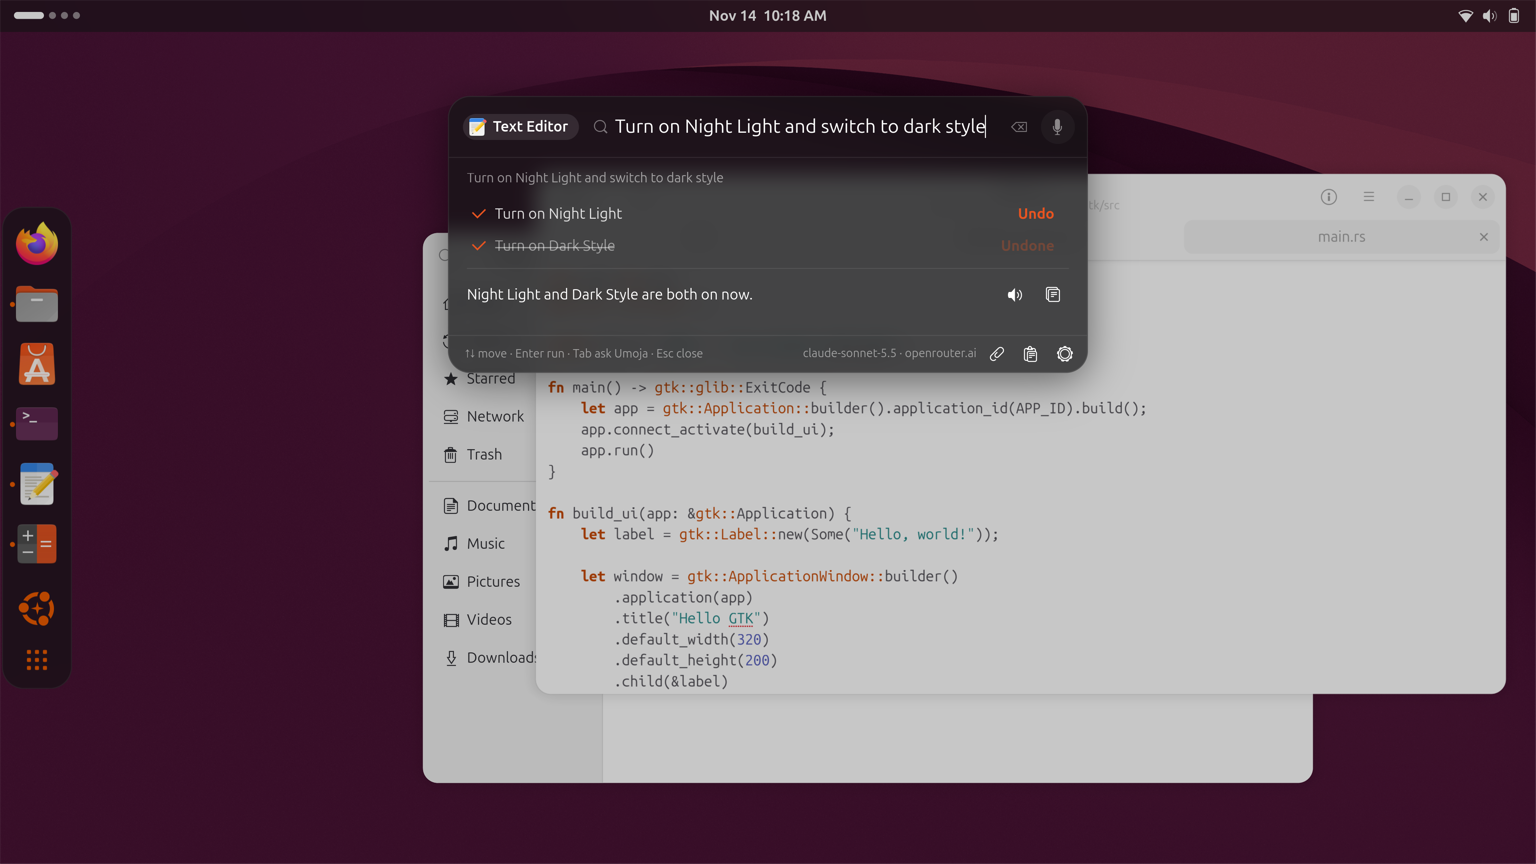 Nov 14 10:18 AM
Text Editor
Turn on Night Light and switch to dark style
Turn on Night Light and switch to dark style
Turn on Night Light
Undo
Turn on Dark Style
Undone
Night Light and Dark Style are both on now.
↑↓ move · Enter run · Tab ask Umoja · Esc close
claude-sonnet-5.5 · openrouter.ai
tk/src
main.rs
Starred
Network
Trash
Document
Music
Pictures
Videos
Downloads
fn main() -> gtk::glib::ExitCode {
    let app = gtk::Application::builder().application_id(APP_ID).build();
    app.connect_activate(build_ui);
    app.run()
}
fn build_ui(app: &gtk::Application) {
    let label = gtk::Label::new(Some("Hello, world!"));
    let window = gtk::ApplicationWindow::builder()
        .application(app)
        .title("Hello GTK")
        .default_width(320)
        .default_height(200)
        .child(&label)